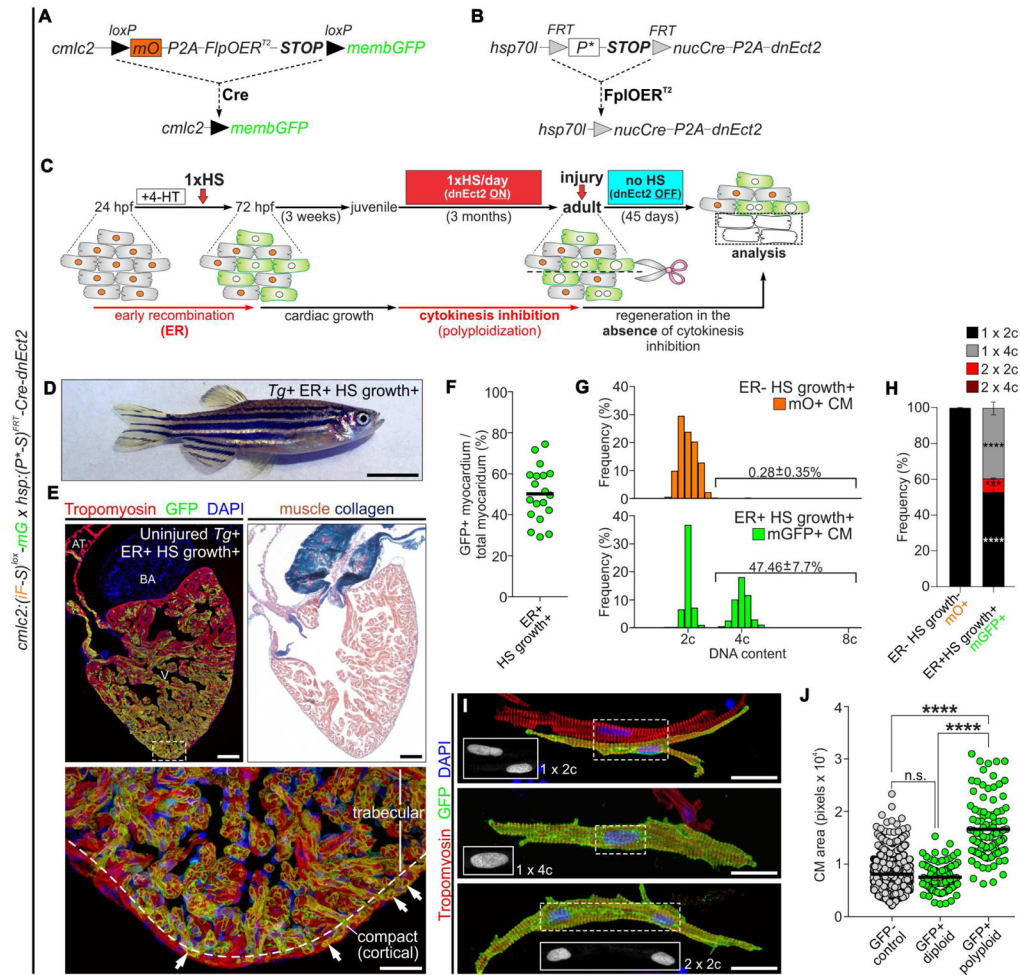 cmlc2:(iF-S)lox-mG x hsp:(P*-S)FRT-Cre-dnEct2
A
loxP
loxP
cmlc2
mO
P2A-FlpOERT2
STOP
membGFP
Cre
cmlc2
membGFP
B
FRT
FRT
hsp70l
P*
STOP
nucCre-P2A-dnEct2
FplOERT2
hsp70l
nucCre-P2A-dnEct2
C
1xHS
+4-HT
24 hpf
72 hpf
(3 weeks)
juvenile
1xHS/day
(dnEct2 ON)
(3 months)
injury
adult
no HS
(dnEct2 OFF)
(45 days)
analysis
early recombination
(ER)
cardiac growth
cytokinesis inhibition
(polyploidization)
regeneration in the
absence of cytokinesis
inhibition
D
Tg+ ER+ HS growth+
E
Tropomyosin GFP DAPI
muscle collagen
Uninjured Tg+
ER+ HS growth+
AT
BA
V
trabecular
compact
(cortical)
F
GFP+ myocardium /
total myocaridum (%)
100
80
60
40
20
0
ER+
HS growth+
G
ER- HS growth+
mO+ CM
Frequency (%)
40
30
20
10
0
0.28±0.35%
ER+ HS growth+
mGFP+ CM
Frequency (%)
40
30
20
10
0
47.46±7.7%
2c
4c
8c
DNA content
H
1 x 2c
1 x 4c
2 x 2c
2 x 4c
Frequency (%)
100
80
60
40
20
0
****
***
****
ER- HS growth-
mO+
ER+HS growth+
mGFP+
I
Tropomyosin GFP DAPI
1 x 2c
1 x 4c
2 x 2c
J
CM area (pixels x 10⁴)
4
3
2
1
0
****
****
n.s.
GFP-
control
GFP+
diploid
GFP+
polyploid